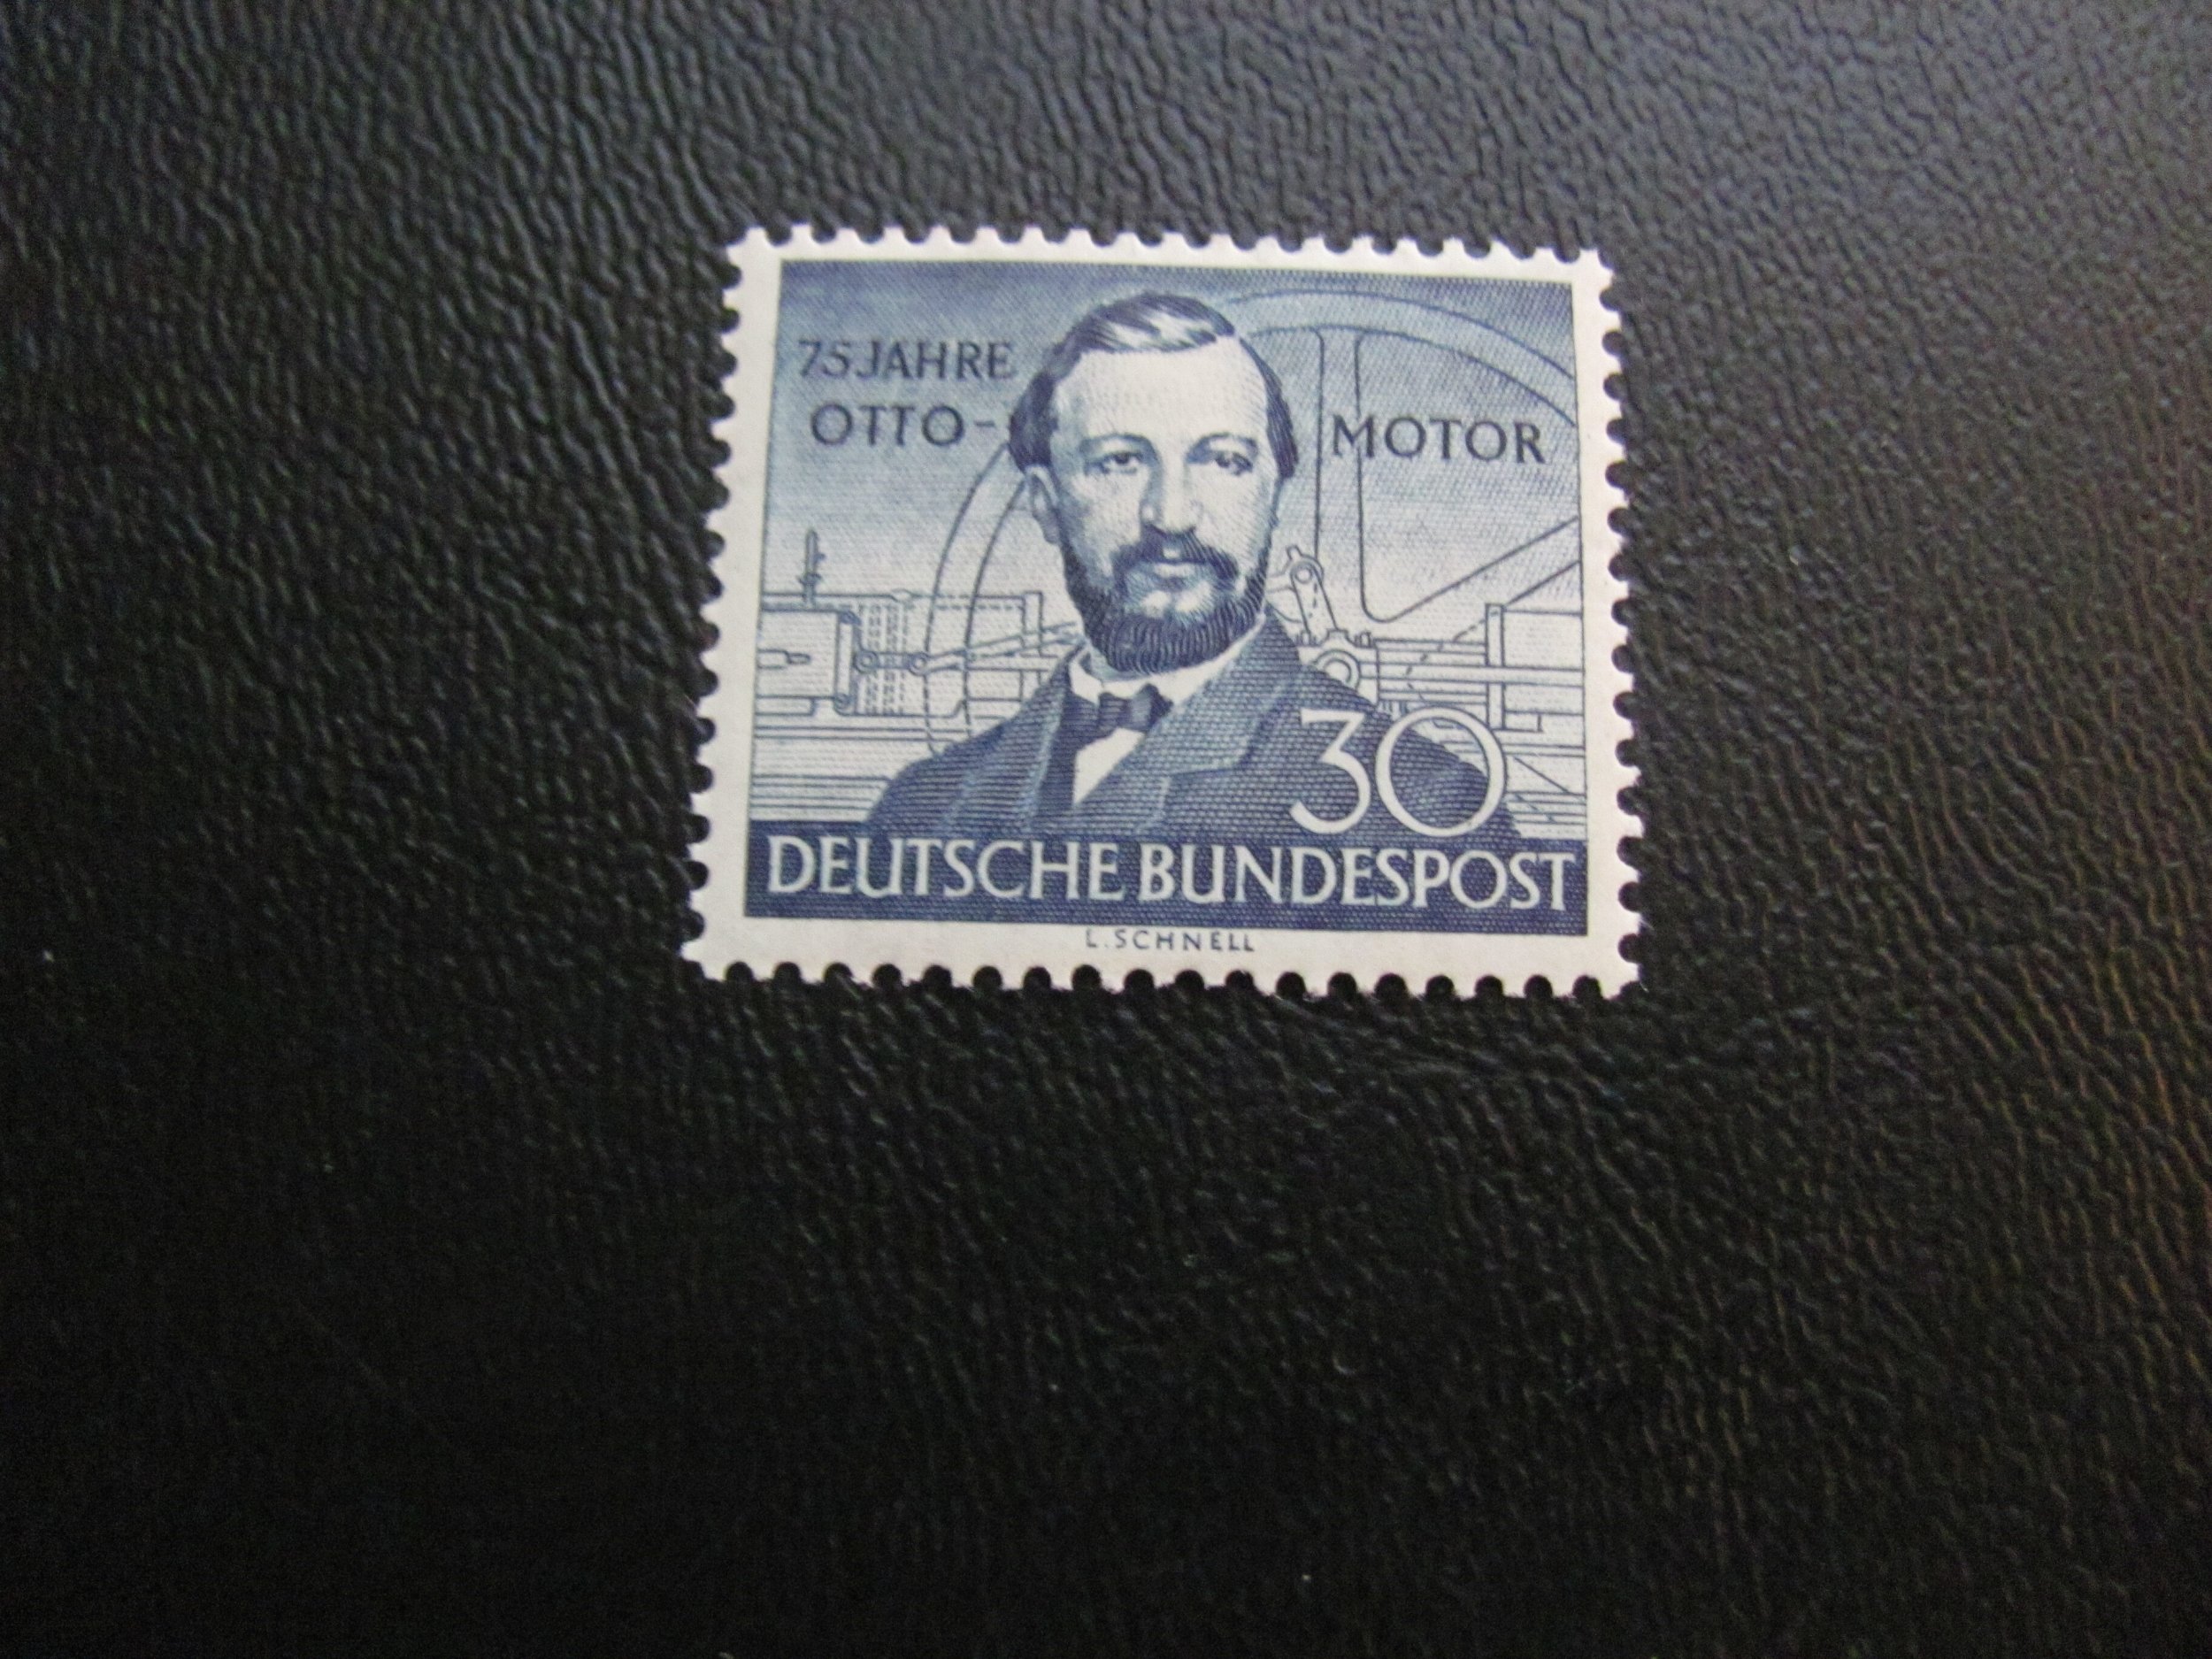 75 JAHRE
OTTO-MOTOR
30
DEUTSCHE BUNDESPOST
L. SCHNELL